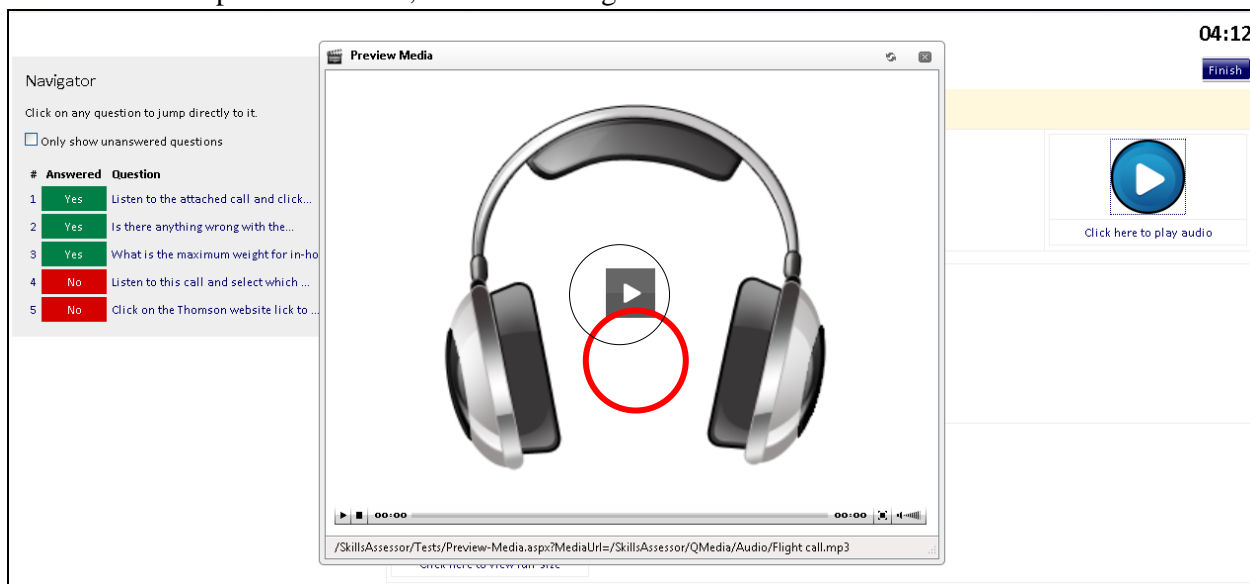 04:12
Preview Media
Finish
Navigator
Click on any question to jump directly to it.
Only show unanswered questions
# Answered Question
1 Yes Listen to the attached call and click...
2 Yes Is there anything wrong with the...
3 Yes What is the maximum weight for in-ho
4 No Listen to this call and select which ...
5 No Click on the Thomson website lick to ...
Click here to play audio
00:00 00:00
/SkillsAssessor/Tests/Preview-Media.aspx?MediaUrl=/SkillsAssessor/QMedia/Audio/Flight call.mp3